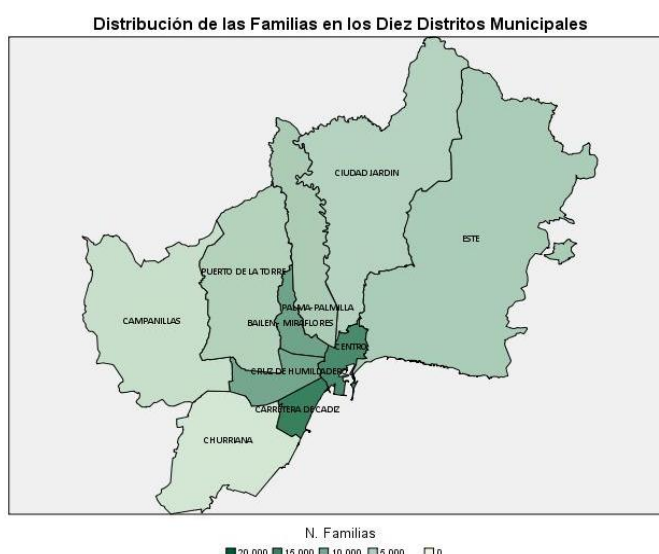 Distribución de las Familias en los Diez Distritos Municipales
CIUDAD JARDIN
ESTE
PUERTO DE LA TORRE
PALMA-PALMILLA
CAMPANILLAS
BAILEN - MIRAFLORES
CENTRO
CRUZ DE HUMILLADERO
CARRETERA DE CADIZ
CHURRIANA
N. Familias
20.000 15.000 10.000 5.000 0